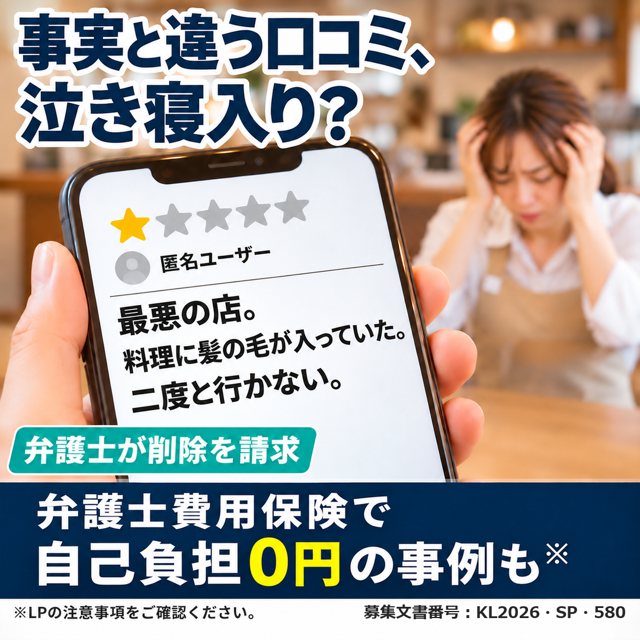 事実と違う口コミ、
泣き寝入り?
匿名ユーザー
最悪の店。
料理に髪の毛が入っていた。
二度と行かない。
弁護士が削除を請求
弁護士費用保険で
自己負担0円の事例も※
※LPの注意事項をご確認ください。
募集文書番号:KL2026・SP・580